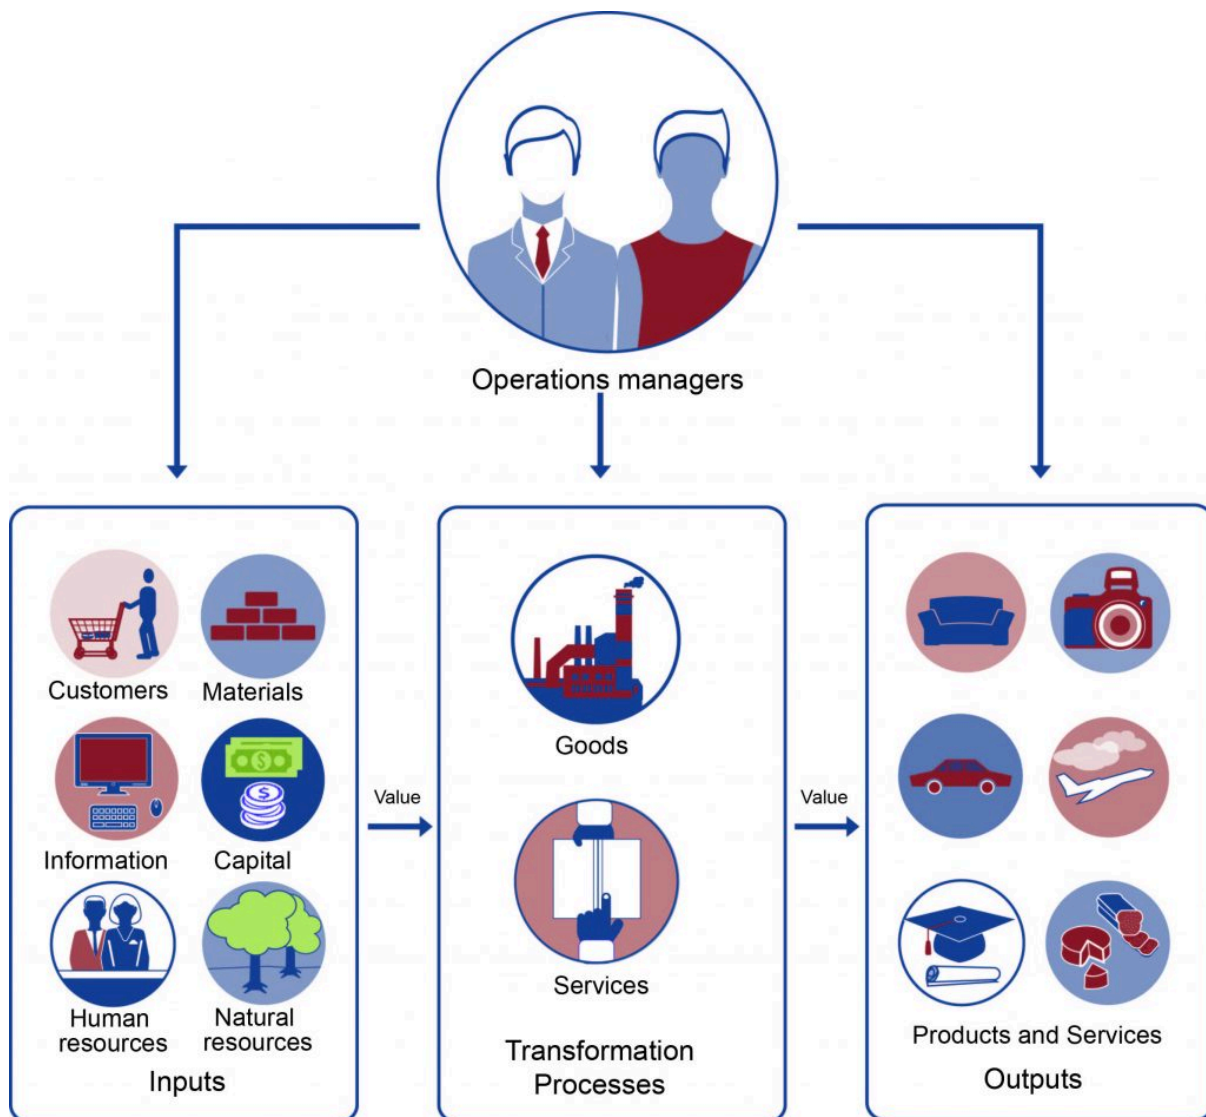 Operations managers
Customers
Materials
Information
Capital
Human
resources
Natural
resources
Inputs
Value
Goods
Services
Transformation
Processes
Value
Products and Services
Outputs